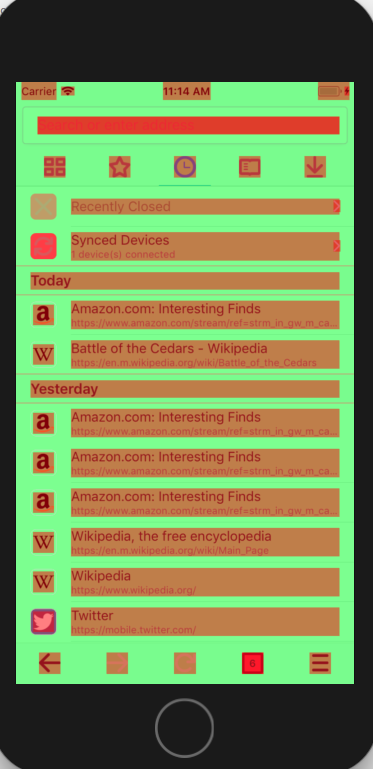 Carrier
11:14 AM
Search or enter address
Recently Closed
Synced Devices
1 device(s) connected
Today
Amazon.com: Interesting Finds
https://www.amazon.com/stream/ref=strm_in_gw_m_ca...
Battle of the Cedars - Wikipedia
https://en.m.wikipedia.org/wiki/Battle_of_the_Cedars
Yesterday
Amazon.com: Interesting Finds
https://www.amazon.com/stream/ref=strm_in_gw_m_ca...
Amazon.com: Interesting Finds
https://www.amazon.com/stream/ref=strm_in_gw_m_ca...
Amazon.com: Interesting Finds
https://www.amazon.com/stream/ref=strm_in_gw_m_ca...
Wikipedia, the free encyclopedia
https://en.m.wikipedia.org/wiki/Main_Page
Wikipedia
https://www.wikipedia.org/
Twitter
https://mobile.twitter.com/
6